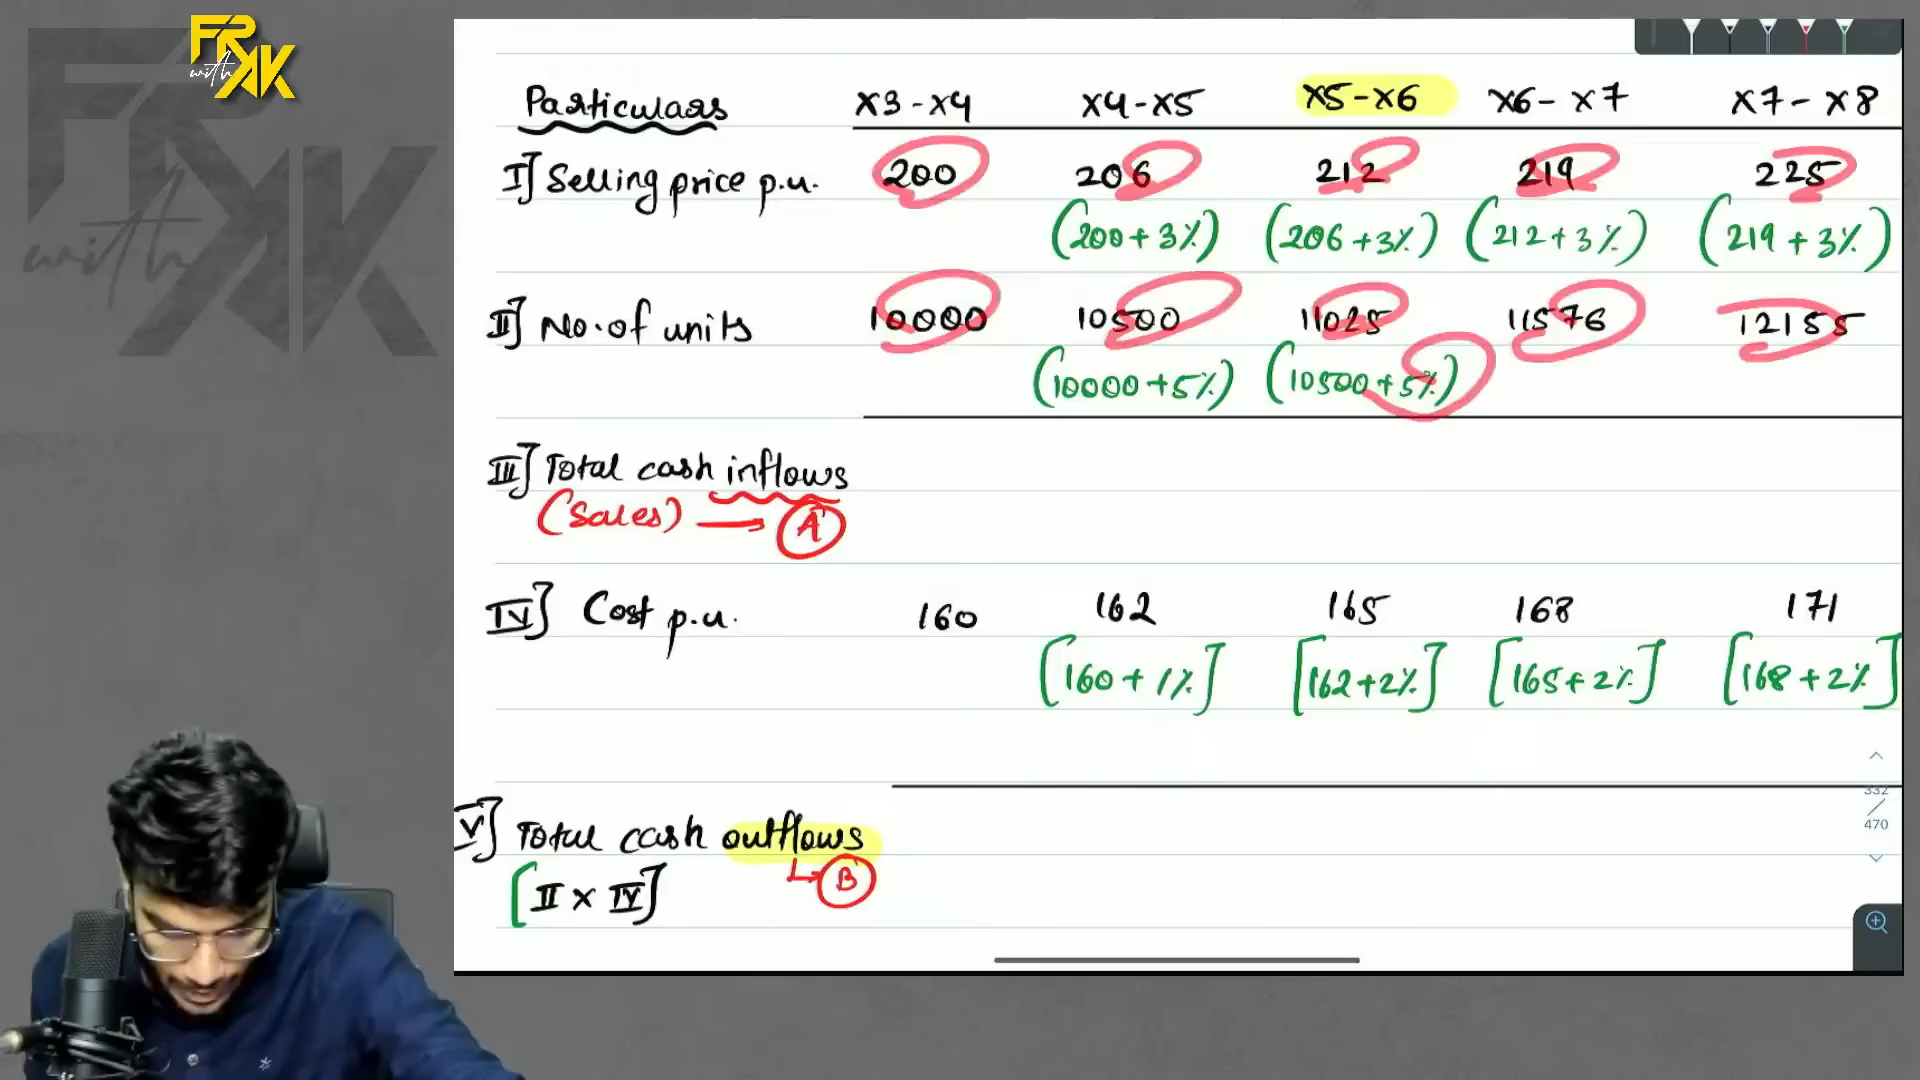 FR
with AK
FR
with
AK
Particulars X3-X4 X4-X5 X5-X6 X6-X7 X7-X8
I] Selling price p.u. 200 206 212 219 225
(200+3%) (206+3%) (212+3%) (219+3%)
II] No. of units 10000 10500 11025 11576 12155
(10000+5%) (10500+5%)
III] Total cash inflows
(Sales) → A
IV] Cost p.u. 160 162 165 168 171
[160+1%] [162+2%] [165+2%] [168+2%]
332
/
470
V] Total cash outflows
[II x IV] B